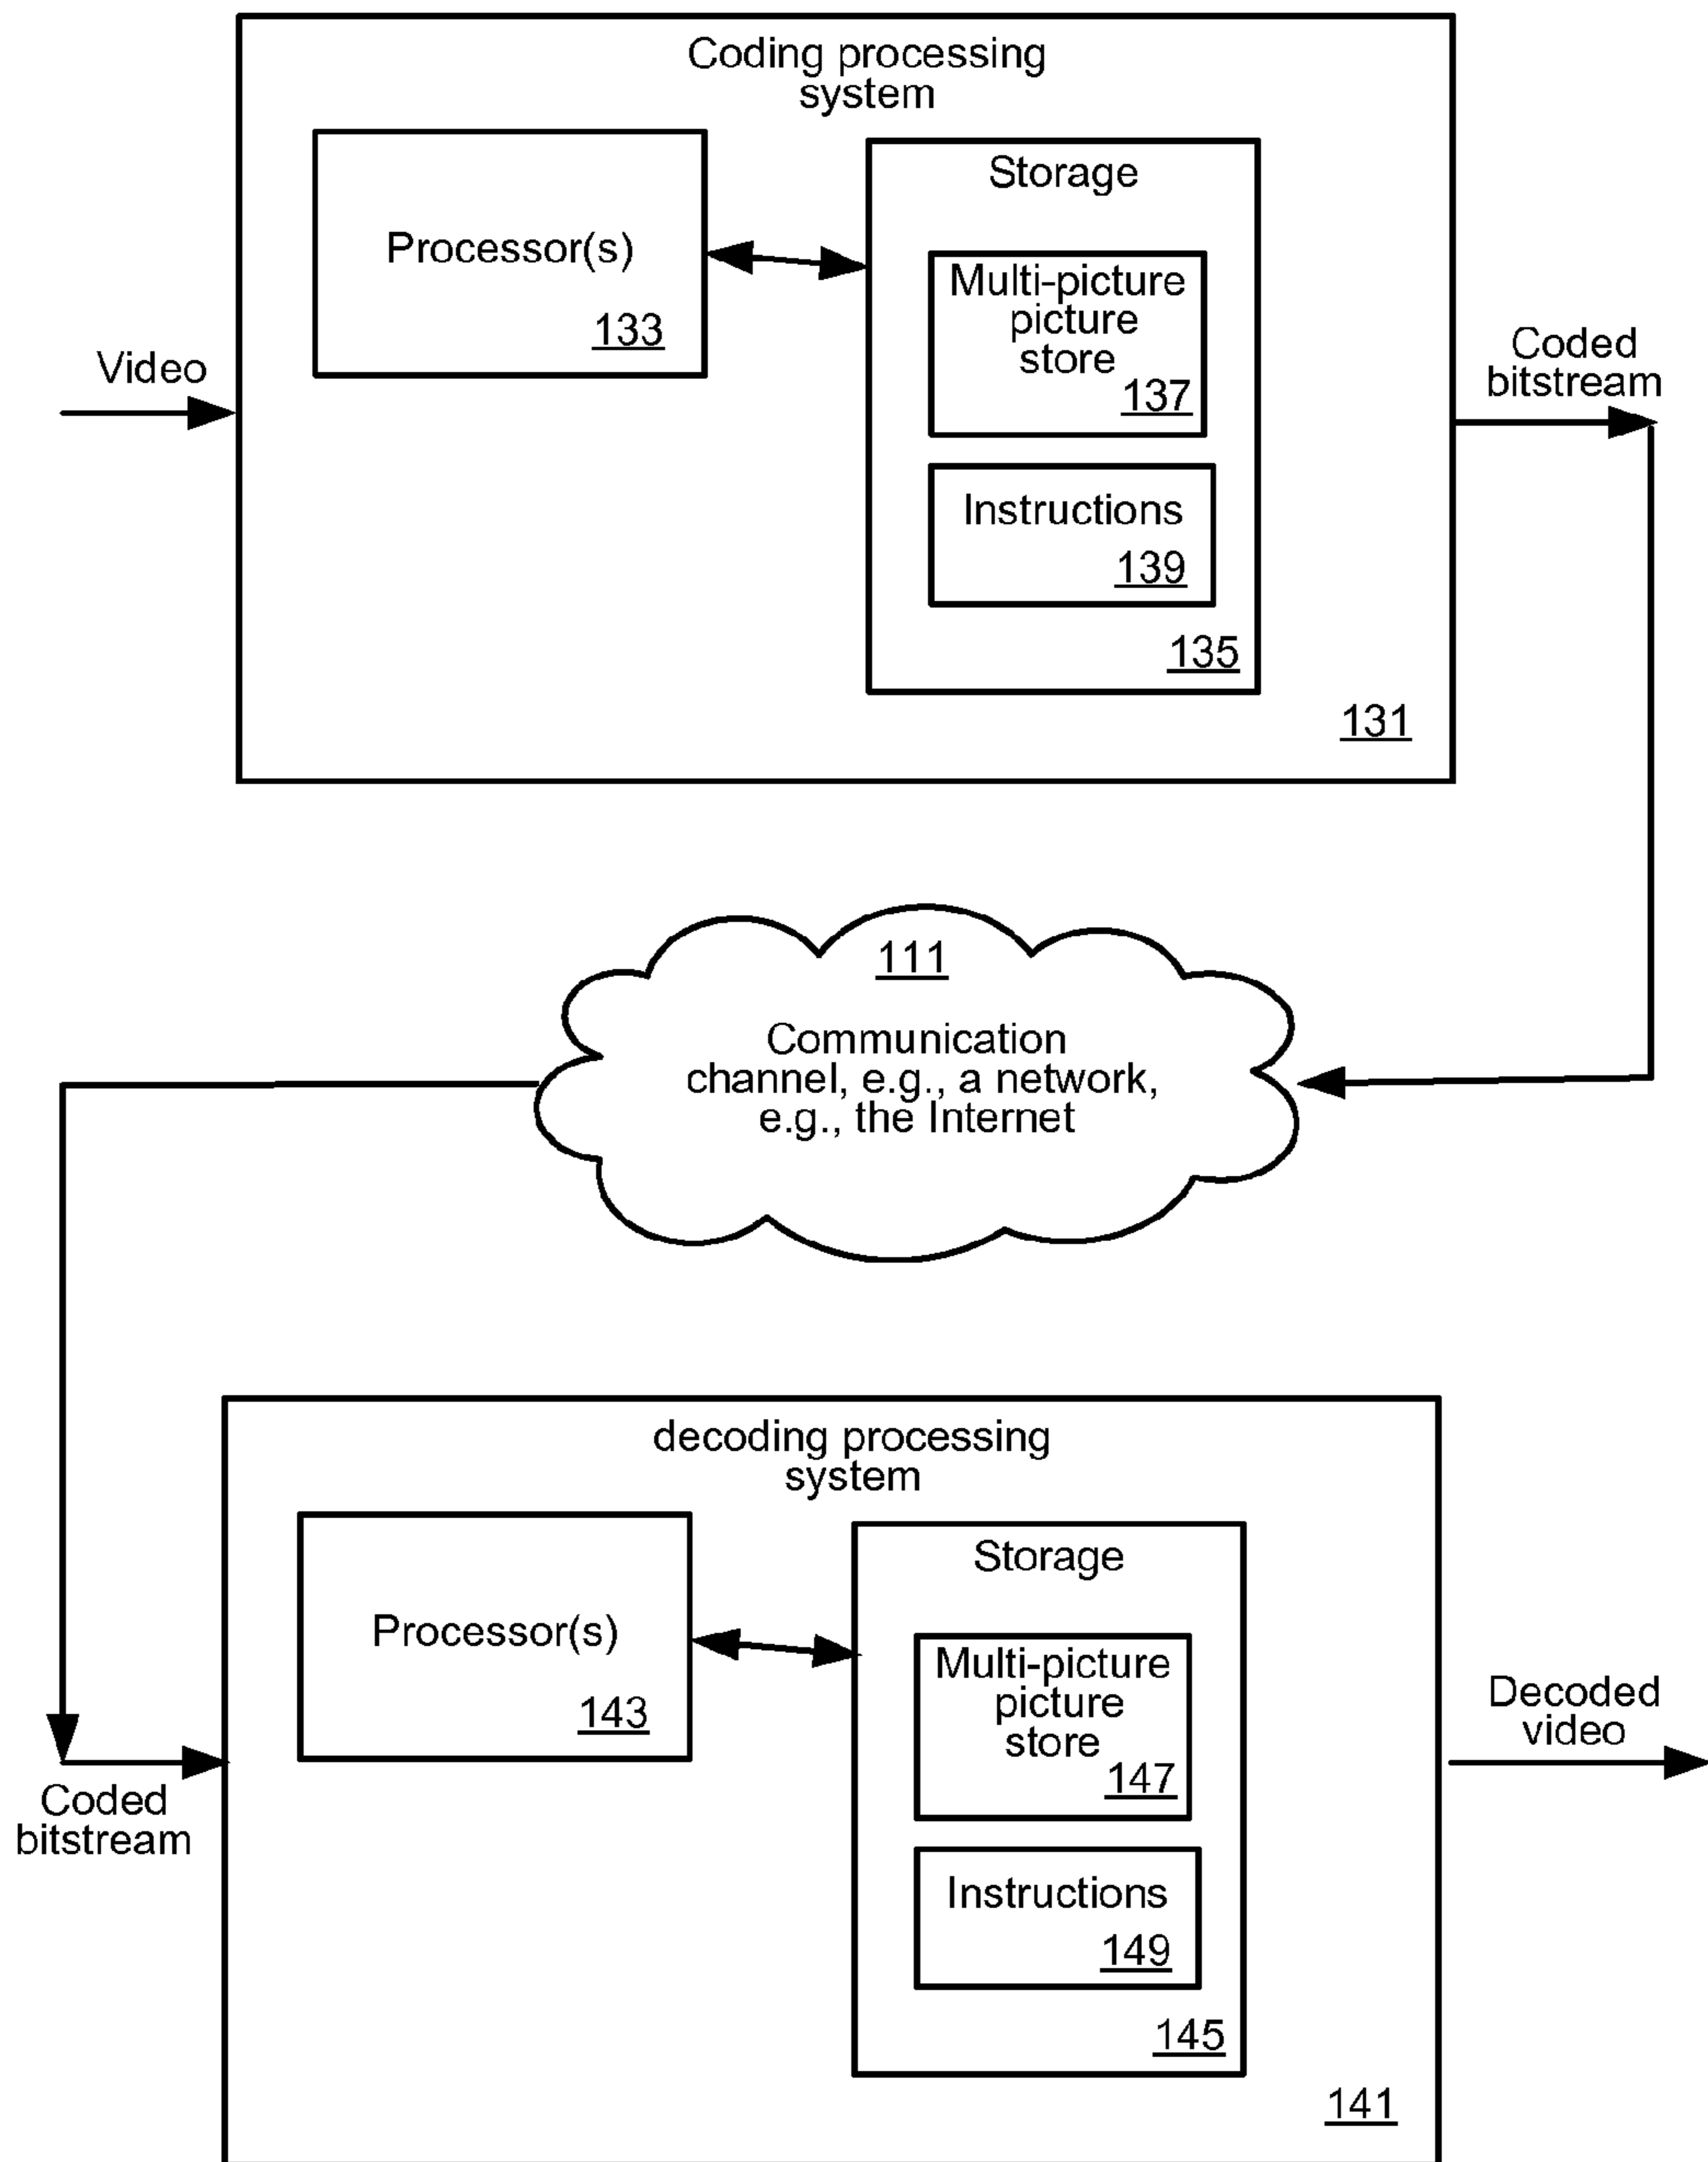 Coding processing
system
Processor(s)
133
Storage
Multi-picture
picture
store
137
Instructions
139
135
131
Video
Coded
bitstream
111
Communication
channel, e.g., a network,
e.g., the Internet
decoding processing
system
Processor(s)
143
Storage
Multi-picture
picture
store
147
Instructions
149
145
141
Coded
bitstream
Decoded
video